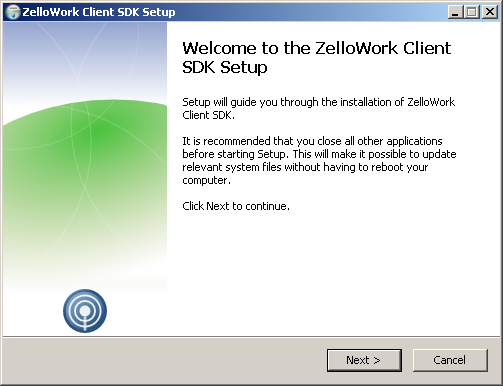 ZelloWork Client SDK Setup
Welcome to the ZelloWork Client
SDK Setup
Setup will guide you through the installation of ZelloWork
Client SDK.
It is recommended that you close all other applications
before starting Setup. This will make it possible to update
relevant system files without having to reboot your
computer.
Click Next to continue.
Next >
Cancel